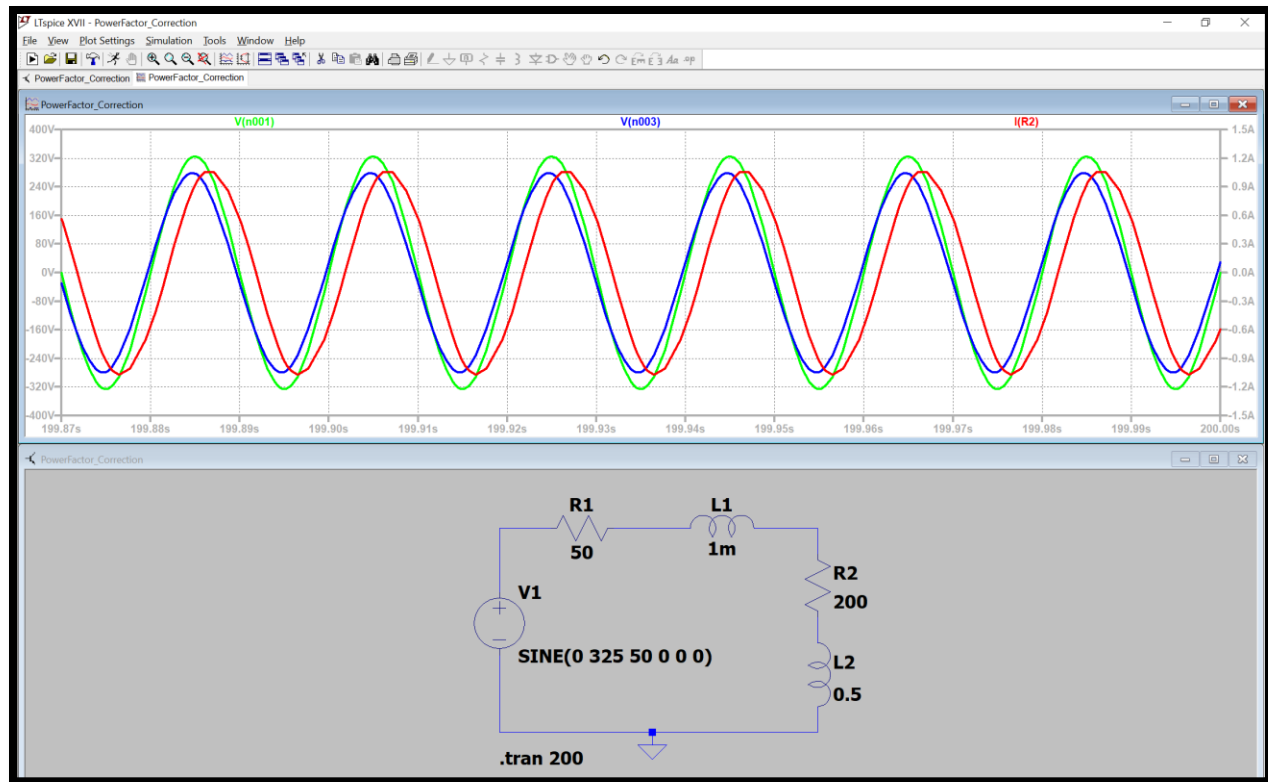 LTspice XVII - PowerFactor_Correction
File View Plot Settings Simulation Tools Window Help
PowerFactor_Correction PowerFactor_Correction
PowerFactor_Correction
V(n001) V(n003) I(R2)
400V
320V
240V
160V
80V
0V
-80V
-160V
-240V
-320V
-400V
1.5A
1.2A
0.9A
0.6A
0.3A
0.0A
-0.3A
-0.6A
-0.9A
-1.2A
-1.5A
199.87s 199.88s 199.89s 199.90s 199.91s 199.92s 199.93s 199.94s 199.95s 199.96s 199.97s 199.98s 199.99s 200.00s
PowerFactor_Correction
R1 L1
50 1m
R2
200
V1
SINE(0 325 50 0 0 0)
L2
0.5
.tran 200